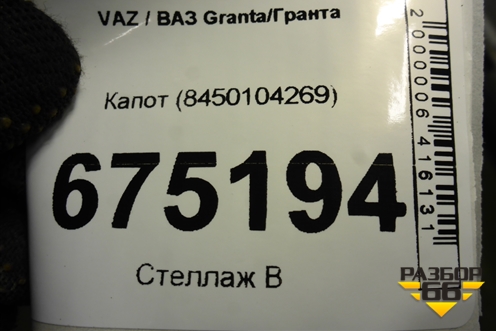 VAZ / ВАЗ Granta/Гранта
Капот (8450104269)
675194
Стеллаж В
2000006416131
РАЗБОР
66